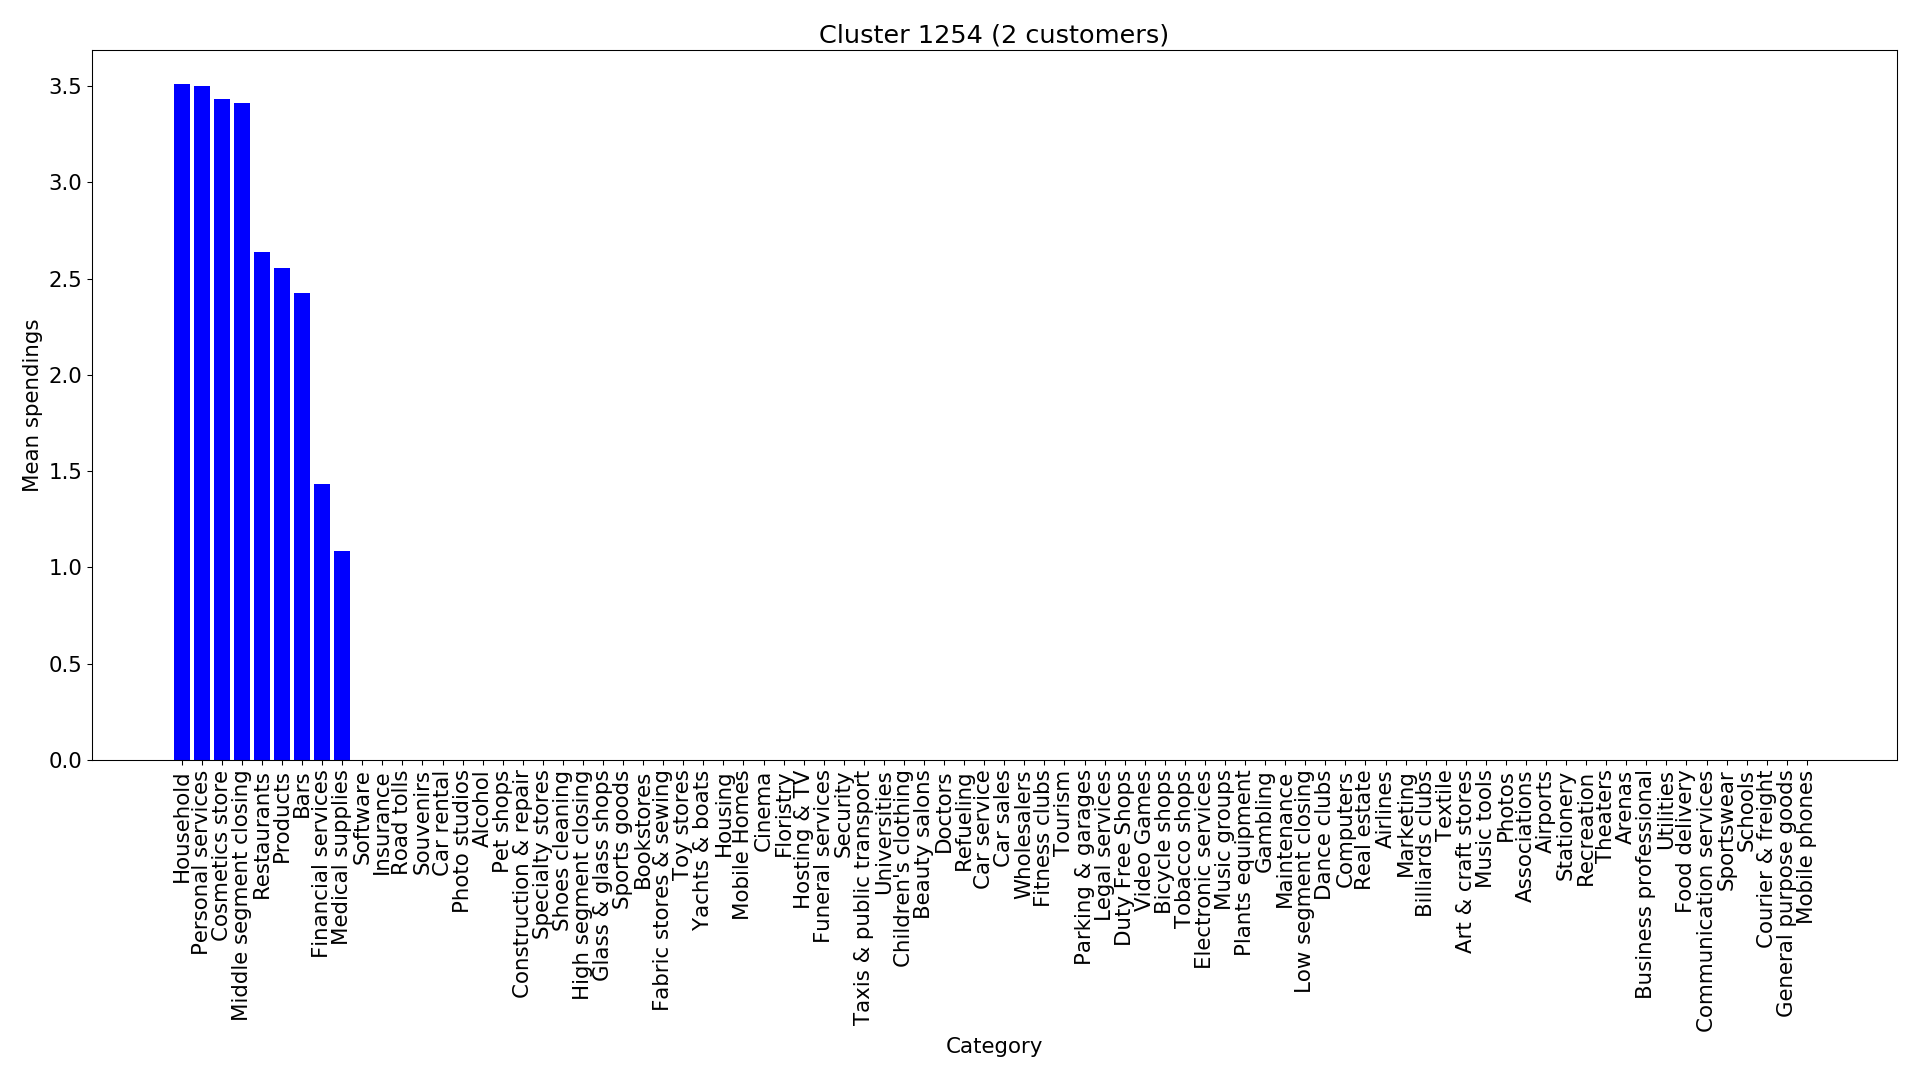 Cluster 1254 (2 customers)
Mean spendings
3.5
3.0
2.5
2.0
1.5
1.0
0.5
0.0
Household
Personal services
Cosmetics store
Middle segment closing
Restaurants
Products
Bars
Financial services
Medical supplies
Software
Insurance
Road tolls
Souvenirs
Car rental
Photo studios
Alcohol
Pet shops
Construction & repair
Specialty stores
Shoes cleaning
High segment closing
Glass & glass shops
Sports goods
Bookstores
Fabric stores & sewing
Toy stores
Yachts & boats
Housing
Mobile Homes
Cinema
Floristry
Hosting & TV
Funeral services
Security
Taxis & public transport
Universities
Children's clothing
Beauty salons
Doctors
Refueling
Car service
Car sales
Wholesalers
Fitness clubs
Tourism
Parking & garages
Legal services
Duty Free Shops
Video Games
Bicycle shops
Tobacco shops
Electronic services
Music groups
Plants equipment
Gambling
Maintenance
Low segment closing
Dance clubs
Computers
Real estate
Airlines
Marketing
Billiards clubs
Textile
Art & craft stores
Music tools
Photos
Associations
Airports
Stationery
Recreation
Theaters
Arenas
Business professional
Utilities
Food delivery
Communication services
Sportswear
Schools
Courier & freight
General purpose goods
Mobile phones
Category